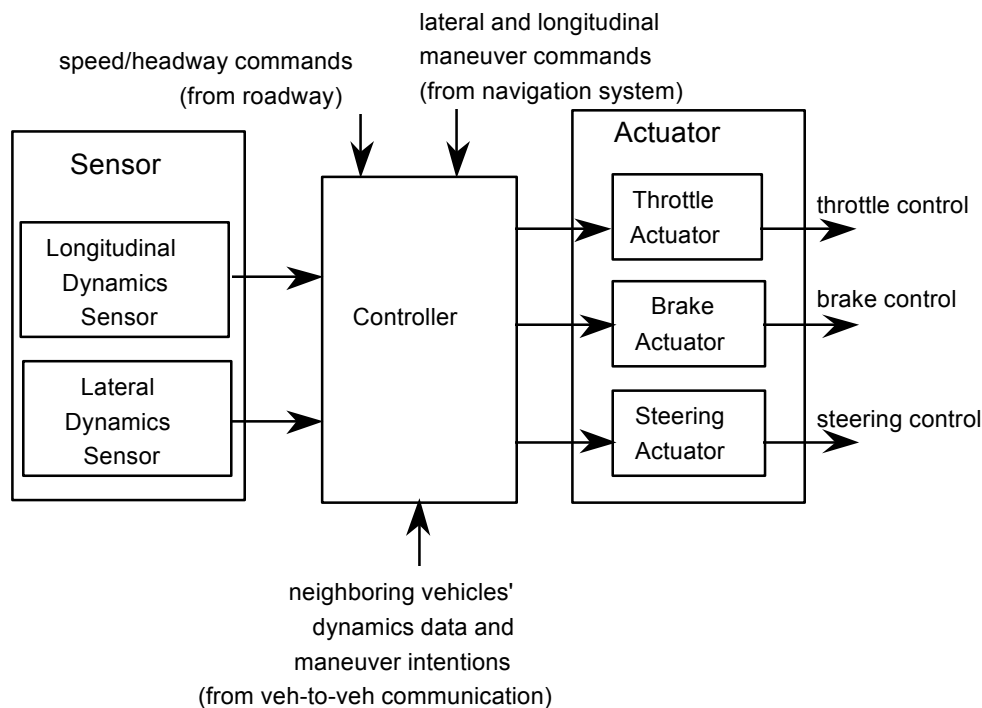 lateral and longitudinal
maneuver commands
(from navigation system)
speed/headway commands
(from roadway)
Sensor
Longitudinal
Dynamics
Sensor
Lateral
Dynamics
Sensor
Controller
Actuator
Throttle
Actuator
Brake
Actuator
Steering
Actuator
throttle control
brake control
steering control
neighboring vehicles'
dynamics data and
maneuver intentions
(from veh-to-veh communication)